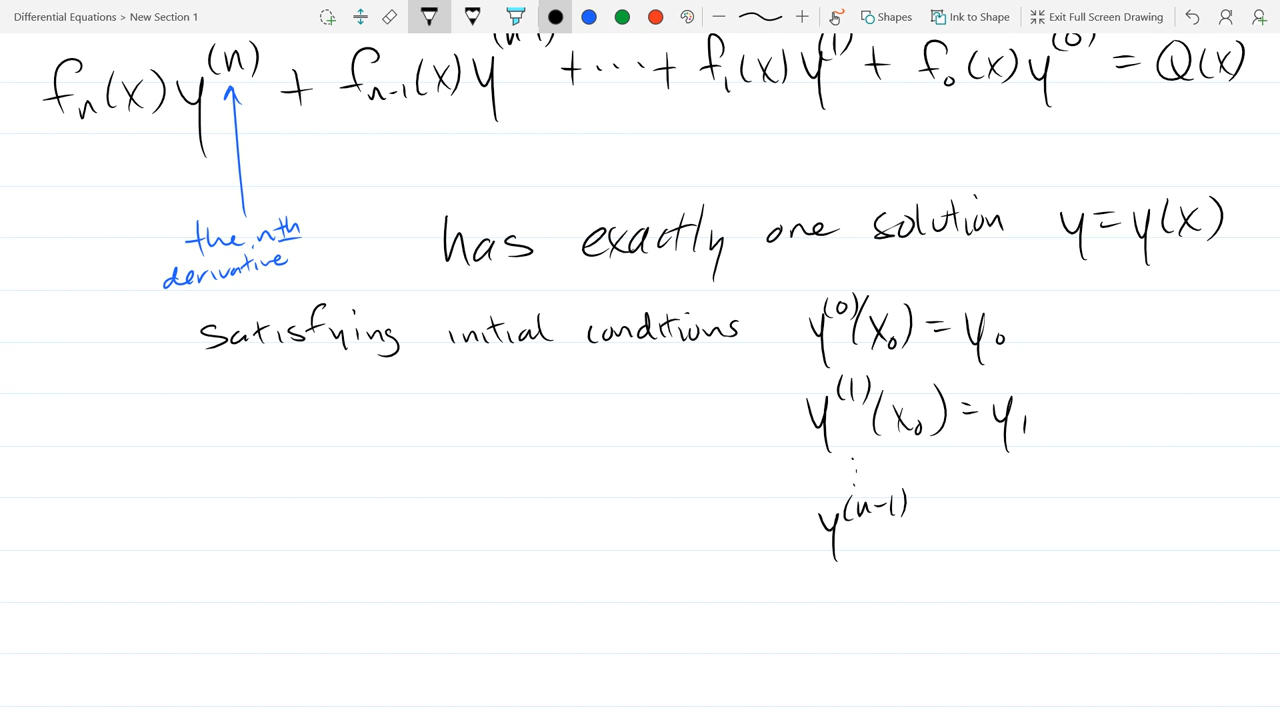 Differential Equations > New Section 1
Shapes
Ink to Shape
Exit Full Screen Drawing
fₙ(x)y⁽ⁿ⁾ + fₙ₋₁(x)y⁽ⁿ⁻¹⁾ + ⋯ + f₁(x)y⁽¹⁾ + f₀(x)y⁽⁰⁾ = Q(x)
the nth
derivative
has exactly one solution y=y(x)
satisfying initial conditions y⁽⁰⁾(x₀) = y₀
y⁽¹⁾(x₀) = y₁
⋮
y⁽ⁿ⁻¹⁾